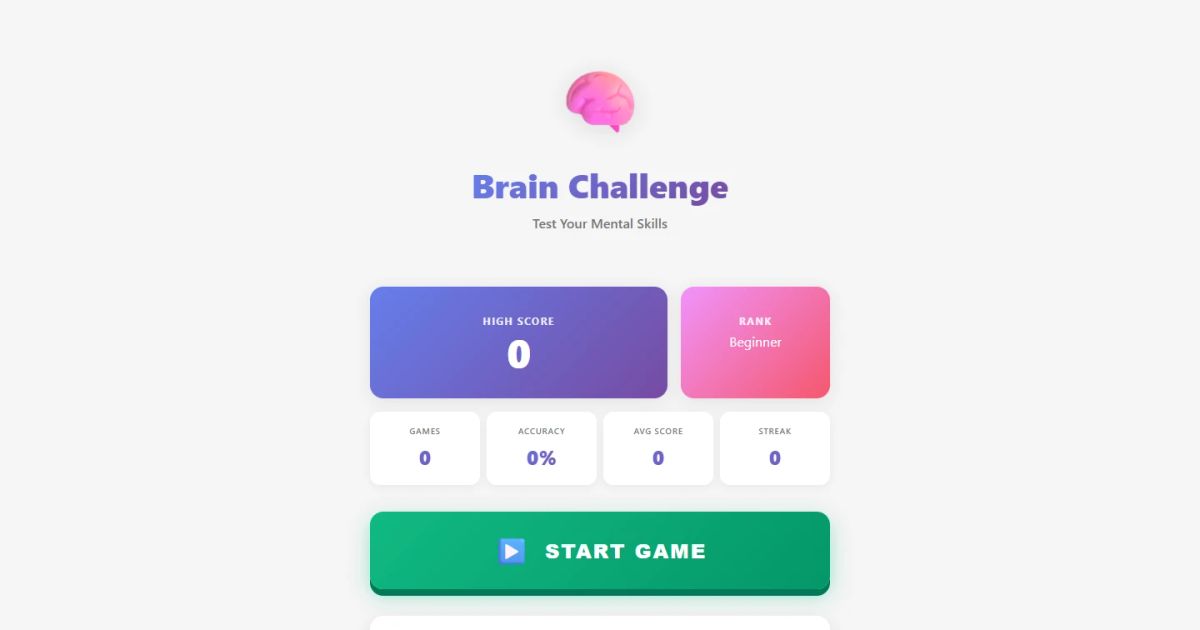 Brain Challenge
Test Your Mental Skills
HIGH SCORE
0
RANK
Beginner
GAMES
0
ACCURACY
0%
AVG SCORE
0
STREAK
0
START GAME